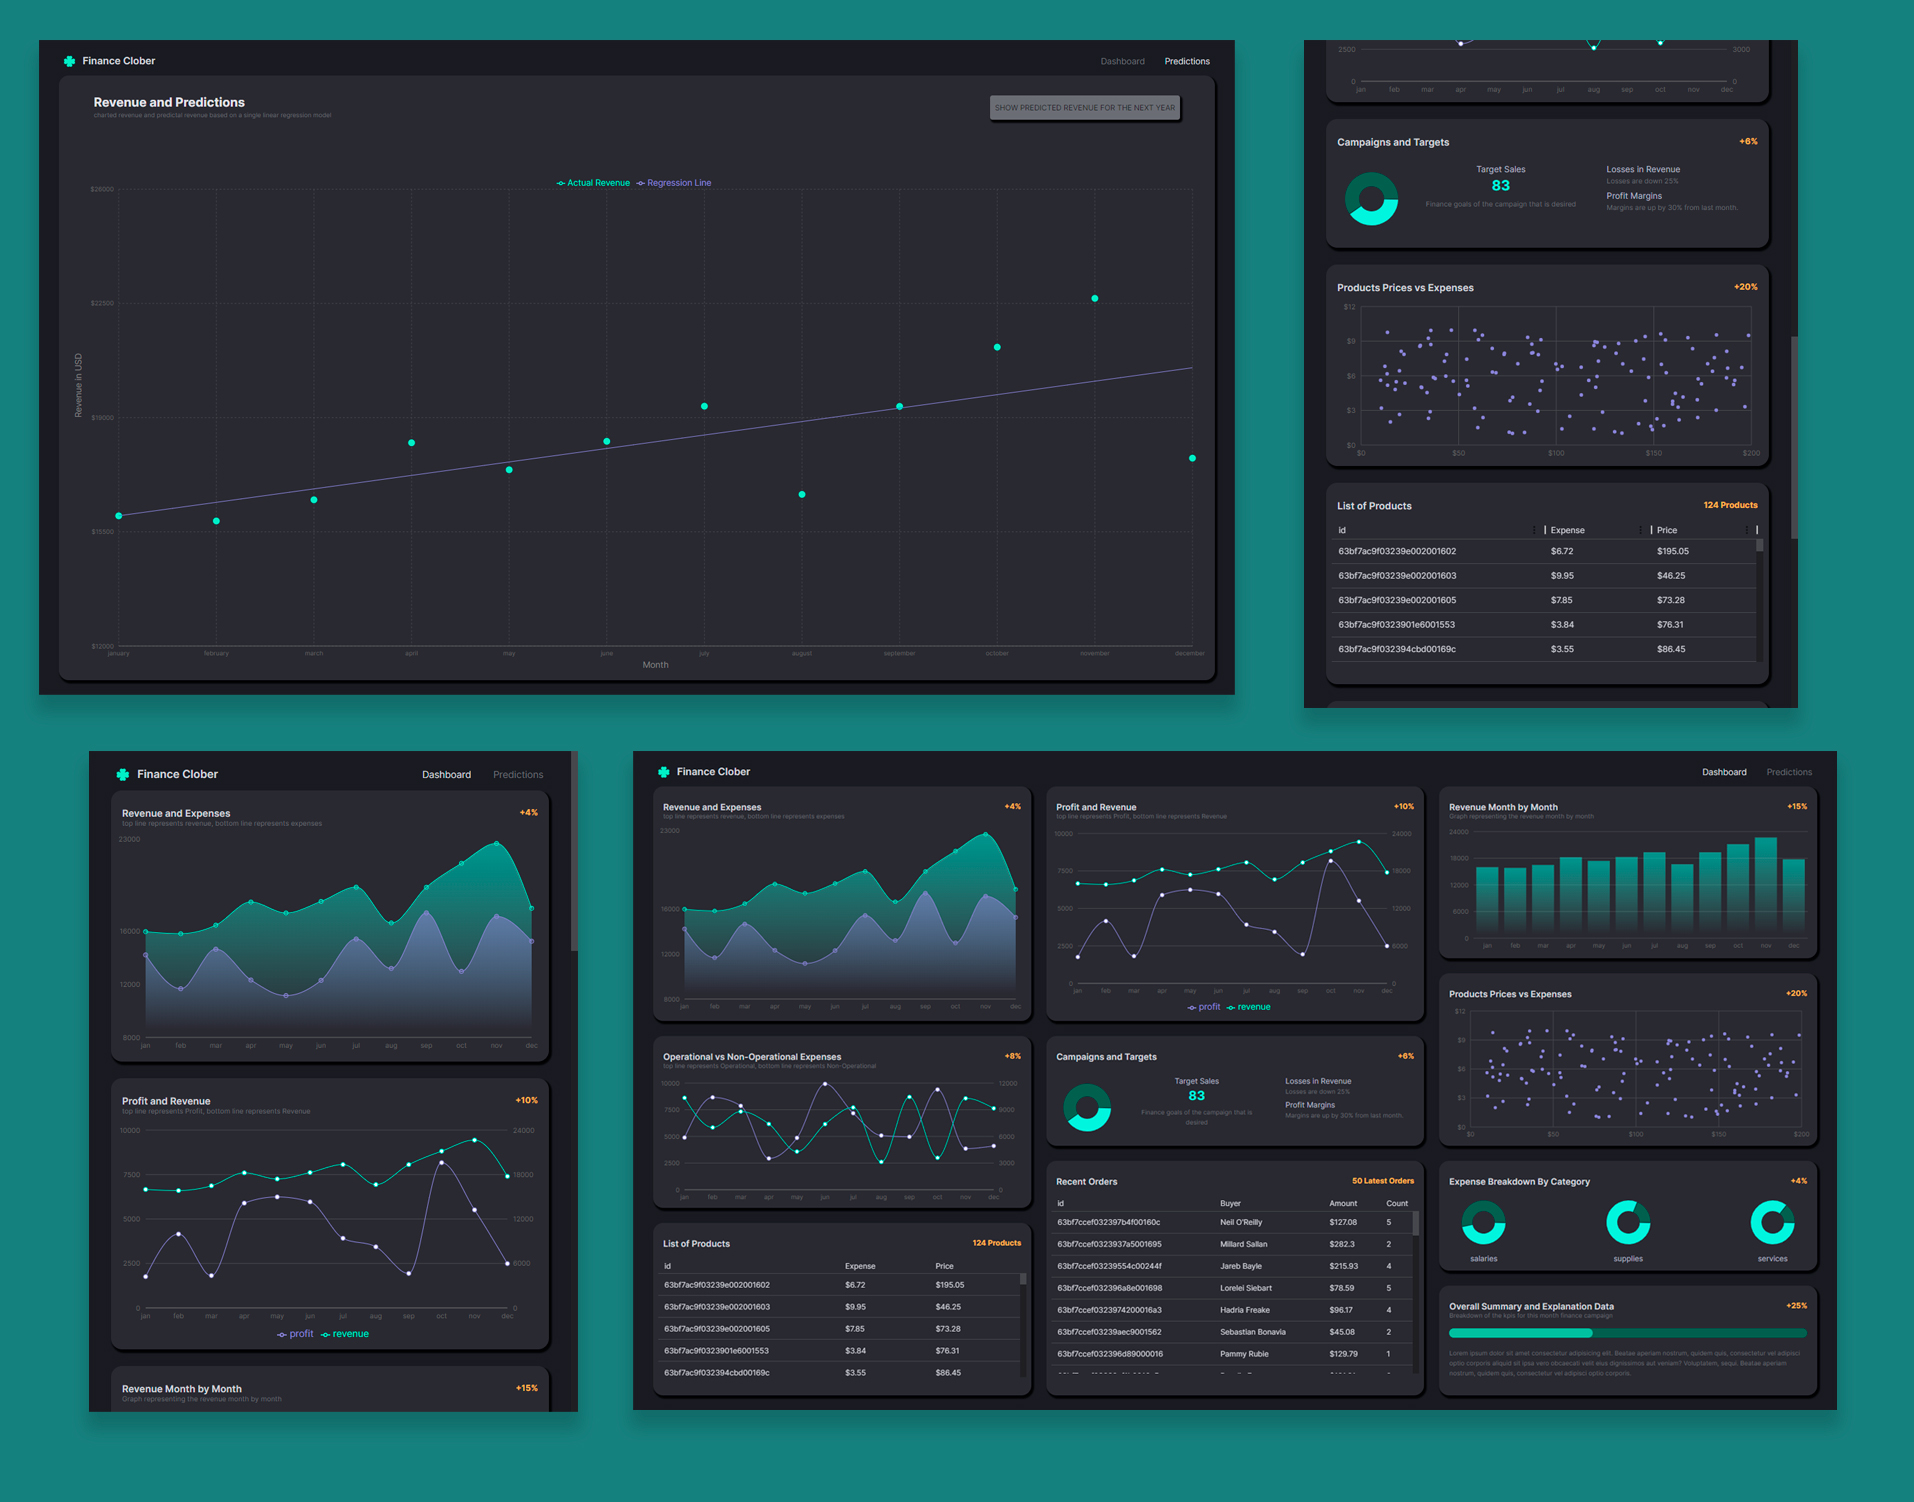 Finance Clober
Dashboard Predictions
Revenue and Predictions
charted revenue and predictal revenue based on a single linear regression model
SHOW PREDICTED REVENUE FOR THE NEXT YEAR
Actual Revenue Regression Line
$26000
$22500
$19000
$15500
$12000
Revenue in USD
january february march april may june july august september october november december
Month
2500 3000
0 0
jan feb mar apr may jun jul aug sep oct nov dec
Campaigns and Targets +6%
Target Sales
83
Finance goals of the campaign that is desired
Losses in Revenue
Losses are down 25%
Profit Margins
Margins are up by 30% from last month.
Products Prices vs Expenses +20%
$12
$9
$6
$3
$0
$0 $50 $100 $150 $200
List of Products 124 Products
id Expense Price
63bf7ac9f03239e002001602 $6.72 $195.05
63bf7ac9f03239e002001603 $9.95 $46.25
63bf7ac9f03239e002001605 $7.85 $73.28
63bf7ac9f0323901e6001553 $3.84 $76.31
63bf7ac9f032394cbd00169c $3.55 $86.45
Finance Clober
Dashboard Predictions
Revenue and Expenses +4%
top line represents revenue, bottom line represents expenses
23000
16000
12000
8000
jan feb mar apr may jun jul aug sep oct nov dec
Profit and Revenue +10%
top line represents Profit, bottom line represents Revenue
10000 24000
7500 18000
5000 12000
2500 6000
0 0
jan feb mar apr may jun jul aug sep oct nov dec
profit revenue
Revenue Month by Month +15%
Graph representing the revenue month by month
Finance Clober
Dashboard Predictions
Revenue and Expenses +4%
top line represents revenue, bottom line represents expenses
23000
16000
12000
8000
jan feb mar apr may jun jul aug sep oct nov dec
Operational vs Non-Operational Expenses +8%
top line represents Operational, bottom line represents Non-Operational
10000 12000
7500 9000
5000 6000
2500 3000
0 0
jan feb mar apr may jun jul aug sep oct nov dec
List of Products 124 Products
id Expense Price
63bf7ac9f03239e002001602 $6.72 $195.05
63bf7ac9f03239e002001603 $9.95 $46.25
63bf7ac9f03239e002001605 $7.85 $73.28
63bf7ac9f0323901e6001553 $3.84 $76.31
63bf7ac9f032394cbd00169c $3.55 $86.45
Profit and Revenue +10%
top line represents Profit, bottom line represents Revenue
10000 24000
7500 18000
5000 12000
2500 6000
0 0
jan feb mar apr may jun jul aug sep oct nov dec
profit revenue
Campaigns and Targets +6%
Target Sales
83
Finance goals of the campaign that is
desired
Losses in Revenue
Losses are down 25%
Profit Margins
Margins are up by 30% from last month.
Recent Orders 50 Latest Orders
id Buyer Amount Count
63bf7ccef032397b4f00160c Neil O'Reilly $127.08 5
63bf7ccef0323937a5001695 Millard Sallan $282.3 2
63bf7ccef03239554c00244f Jareb Bayle $215.93 4
63bf7ccef032396a8e001698 Lorelei Siebart $78.59 5
63bf7ccef0323974200016a3 Hadria Freake $96.17 4
63bf7ccef03239aec9001562 Sebastian Bonavia $45.08 2
63bf7ccef032396d89000016 Pammy Rubie $129.79 1
Revenue Month by Month +15%
Graph representing the revenue month by month
24000
18000
12000
6000
0
jan feb mar apr may jun jul aug sep oct nov dec
Products Prices vs Expenses +20%
$12
$9
$6
$3
$0
$0 $50 $100 $150 $200
Expense Breakdown By Category +4%
salaries supplies services
Overall Summary and Explanation Data +25%
Breakdown of the kpis for this month finance campaign
Lorem ipsum dolor sit amet consectetur adipisicing elit. Beatae aperiam nostrum, quidem quis, consectetur vel adipisci
optio corporis aliquid sit ipsa vero obcaecati velit eius dignissimos aut veniam? Voluptatem, sequi. Beatae aperiam
nostrum, quidem quis, consectetur vel adipisci optio corporis.